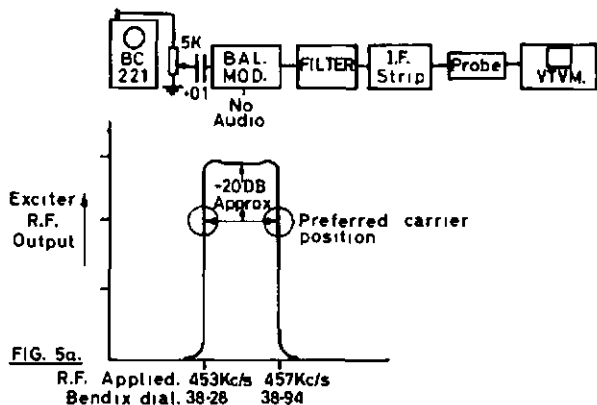 BC
221
5K
+01
BAL.
MOD.
FILTER
I.F.
Strip
Probe
VTVM.
No
Audio
Exciter
R.F.
Output
-20DB
Approx
Preferred carrier
position
FIG. 5a.
R.F. Applied. 453Kc/s 457Kc/s
Bendix dial. 38-28 38-94